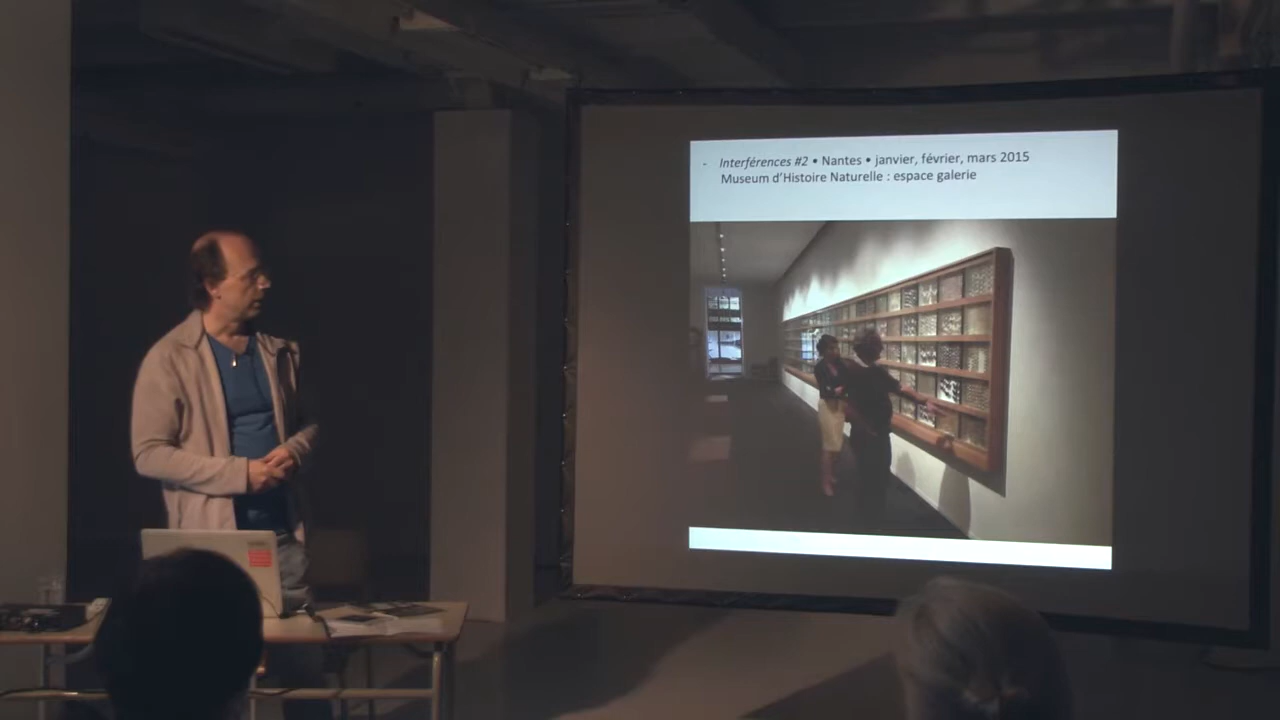 - Interférences #2 • Nantes • janvier, février, mars 2015
Museum d’Histoire Naturelle : espace galerie